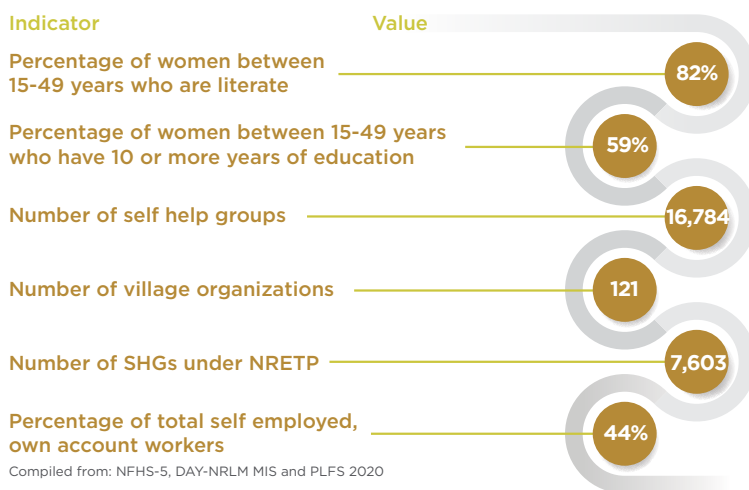 Indicator Value
Percentage of women between
15-49 years who are literate
82%
Percentage of women between 15-49 years
who have 10 or more years of education
59%
Number of self help groups
16,784
Number of village organizations
121
Number of SHGs under NRETP
7,603
Percentage of total self employed,
own account workers
44%
Compiled from: NFHS-5, DAY-NRLM MIS and PLFS 2020